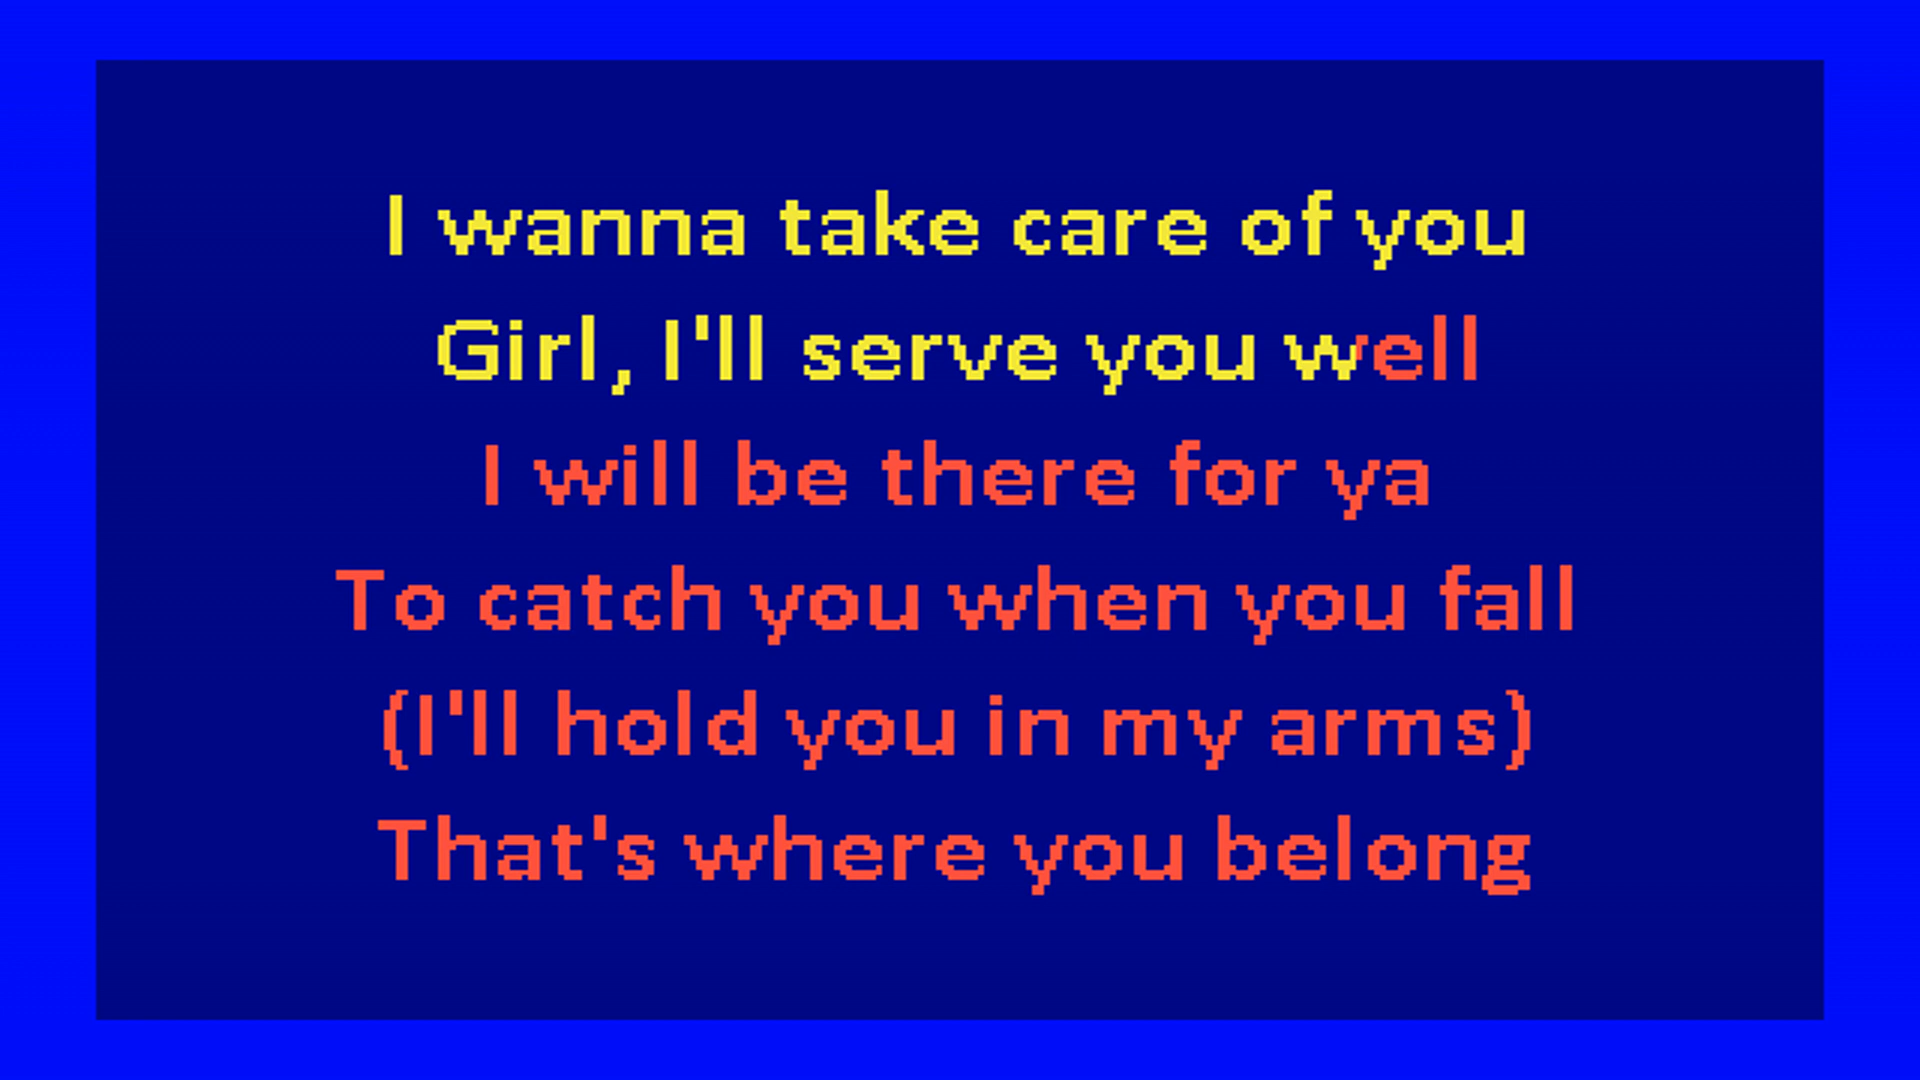 I wanna take care of you
Girl, I'll serve you well
I will be there for ya
To catch you when you fall
(I'll hold you in my arms)
That's where you belong